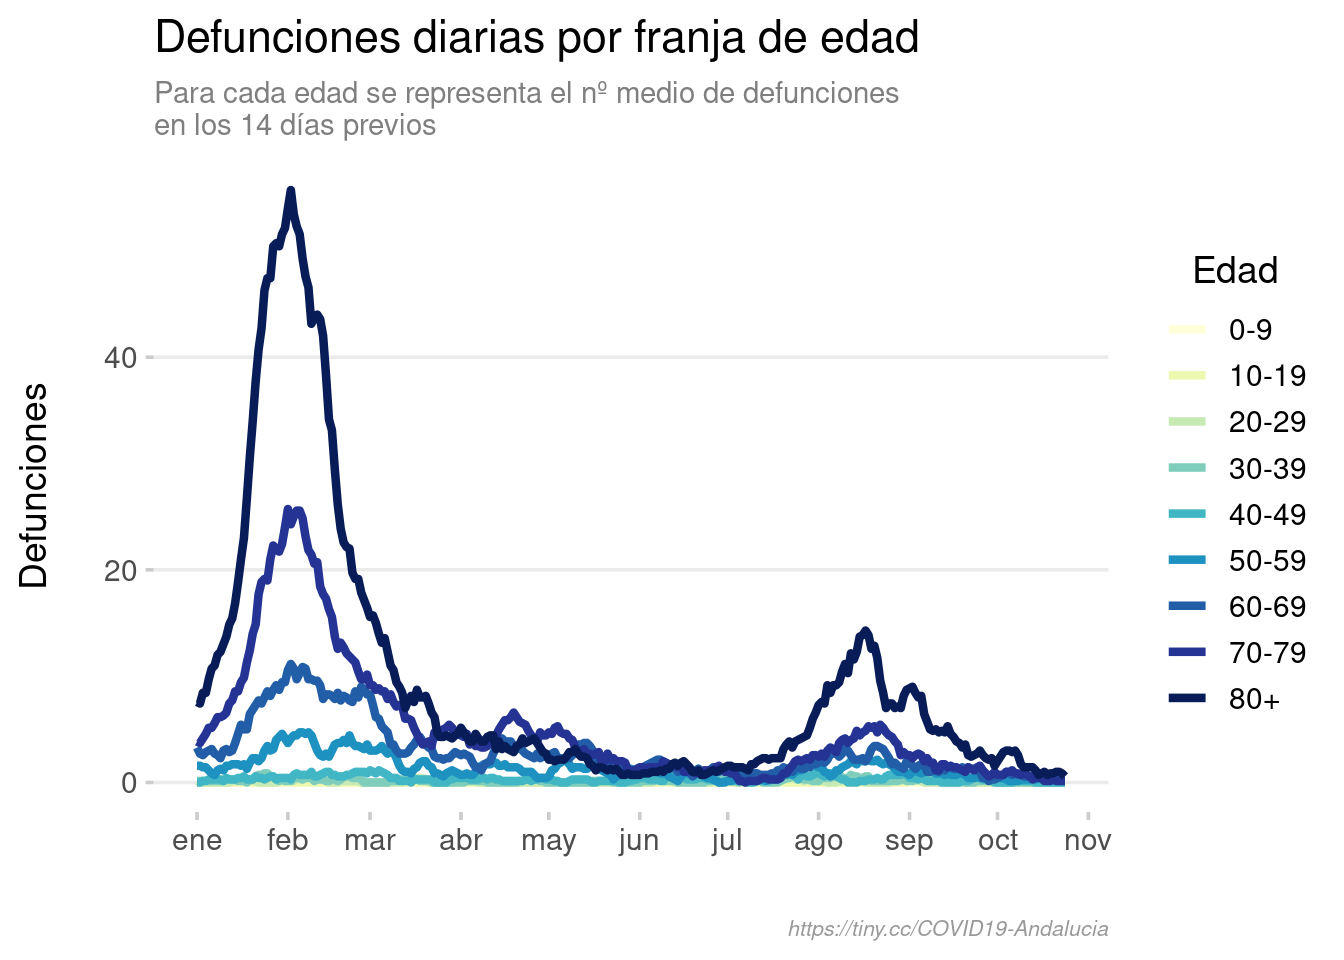 Defunciones diarias por franja de edad
Para cada edad se representa el nº medio de defunciones
en los 14 días previos
Defunciones
40
20
0
ene feb mar abr may jun jul ago sep oct nov
Edad
0-9
10-19
20-29
30-39
40-49
50-59
60-69
70-79
80+
https://tiny.cc/COVID19-Andalucia